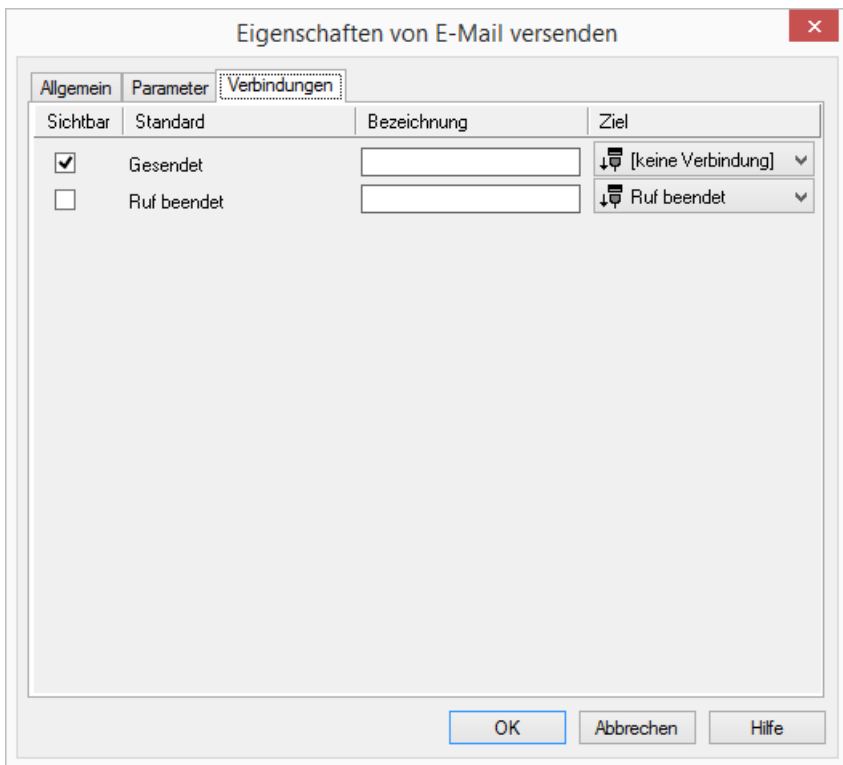 Eigenschaften von E-Mail versenden
Allgemein Parameter Verbindungen
Sichtbar Standard Bezeichnung Ziel
Gesendet [keine Verbindung]
Ruf beendet Ruf beendet
OK Abbrechen Hilfe